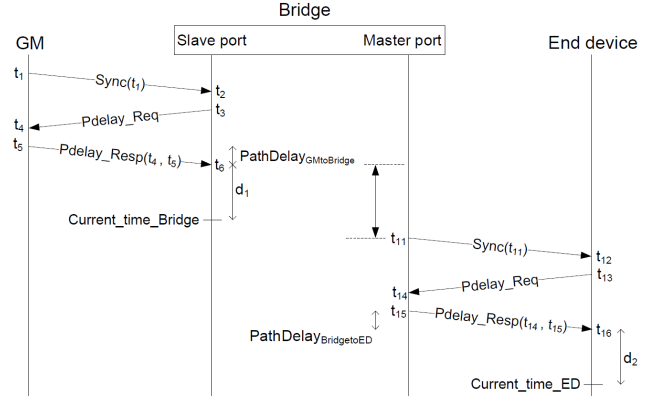 Bridge
GM
Slave port
Master port
End device
t1
Sync(t1)
t2
t3
Pdelay_Req
t4
t5
Pdelay_Resp(t4 , t5)
t6
PathDelayGMtoBridge
d1
Current_time_Bridge
t11
Sync(t11)
t12
t13
Pdelay_Req
t14
t15
Pdelay_Resp(t14 , t15)
t16
PathDelayBridgetoED
d2
Current_time_ED